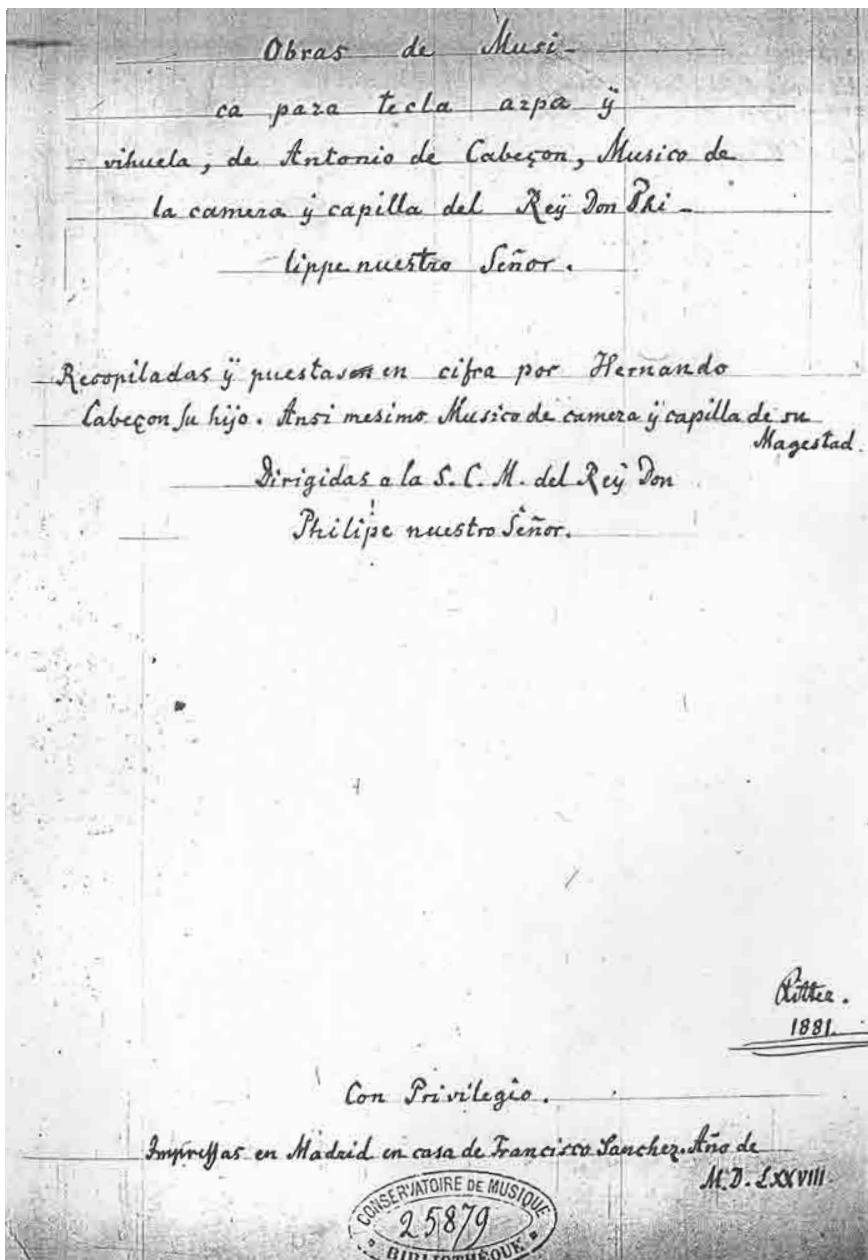 Obras de Musi-
ca para tecla arpa ÿ
vihuela, de Antonio de Cabeçon, Musico de
la camera ÿ capilla del Reÿ Don Phi-
lippe nuestro Señor.
Recopiladas ÿ puestas en cifra por Hernando
Cabeçon su hijo. Ansi mesimo Musico de camera ÿ capilla de su
Magestad.
Dirigidas a la S. C. M. del Reÿ Don
Philipe nuestro Señor.
Ritter.
1881.
Con Privilegio.
Impressas en Madrid en casa de Francisco Sanchez. Año de
M.D.LXXVIII.
CONSERVATOIRE DE MUSIQUE
25879
BIBLIOTHÉQUE